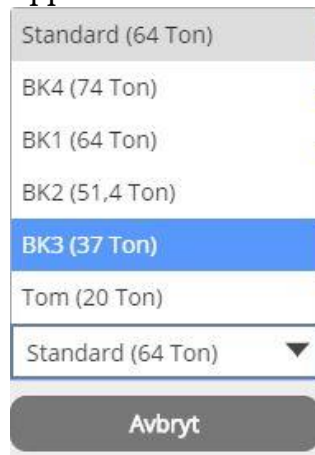 Standard (64 Ton)
BK4 (74 Ton)
BK1 (64 Ton)
BK2 (51,4 Ton)
BK3 (37 Ton)
Tom (20 Ton)
Standard (64 Ton)
Avbryt